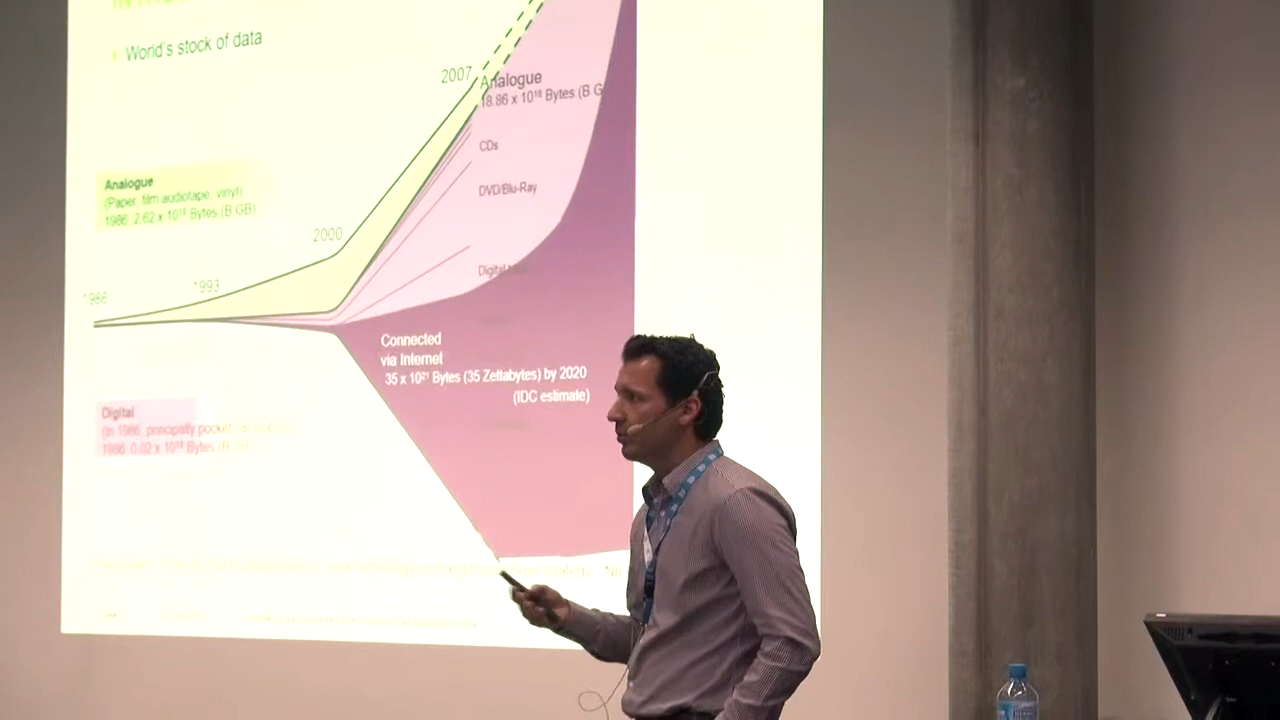 World's stock of data
2007
Analogue
18.86 x 10¹⁸ Bytes (B G
CDs
DVD/Blu-Ray
Digital
Analogue
(Paper, film audiotape, vinyl)
1986: 2.62 x 10¹⁸ Bytes (B GB)
2000
1993
1986
Connected
via Internet
35 x 10²¹ Bytes (35 Zettabytes) by 2020
(IDC estimate)
Digital
(In 1986, principally pocket
1986: 0.02 x 10¹⁸ Bytes (B GB